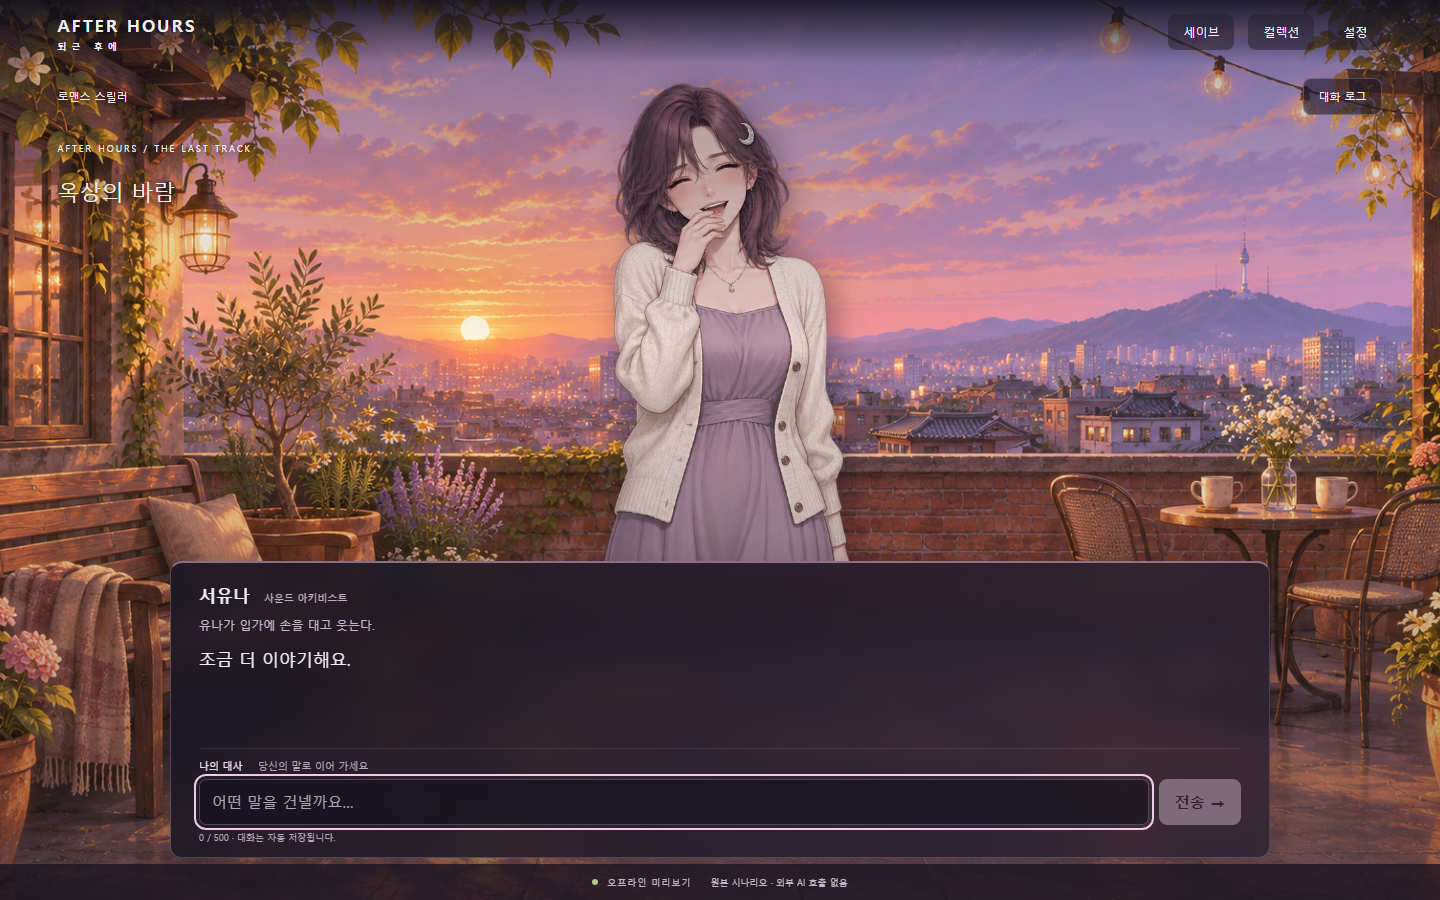 AFTER HOURS
퇴근 후에
세이브
컬렉션
설정
로맨스 스릴러
대화 로그
AFTER HOURS / THE LAST TRACK
옥상의 바람
서유나 사운드 아키비스트
유나가 입가에 손을 대고 웃는다.
조금 더 이야기해요.
나의 대사 당신의 말로 이어 가세요
어떤 말을 건넬까요...
전송 →
0 / 500 · 대화는 자동 저장됩니다.
오프라인 미리보기 원본 시나리오 · 외부 AI 호출 없음